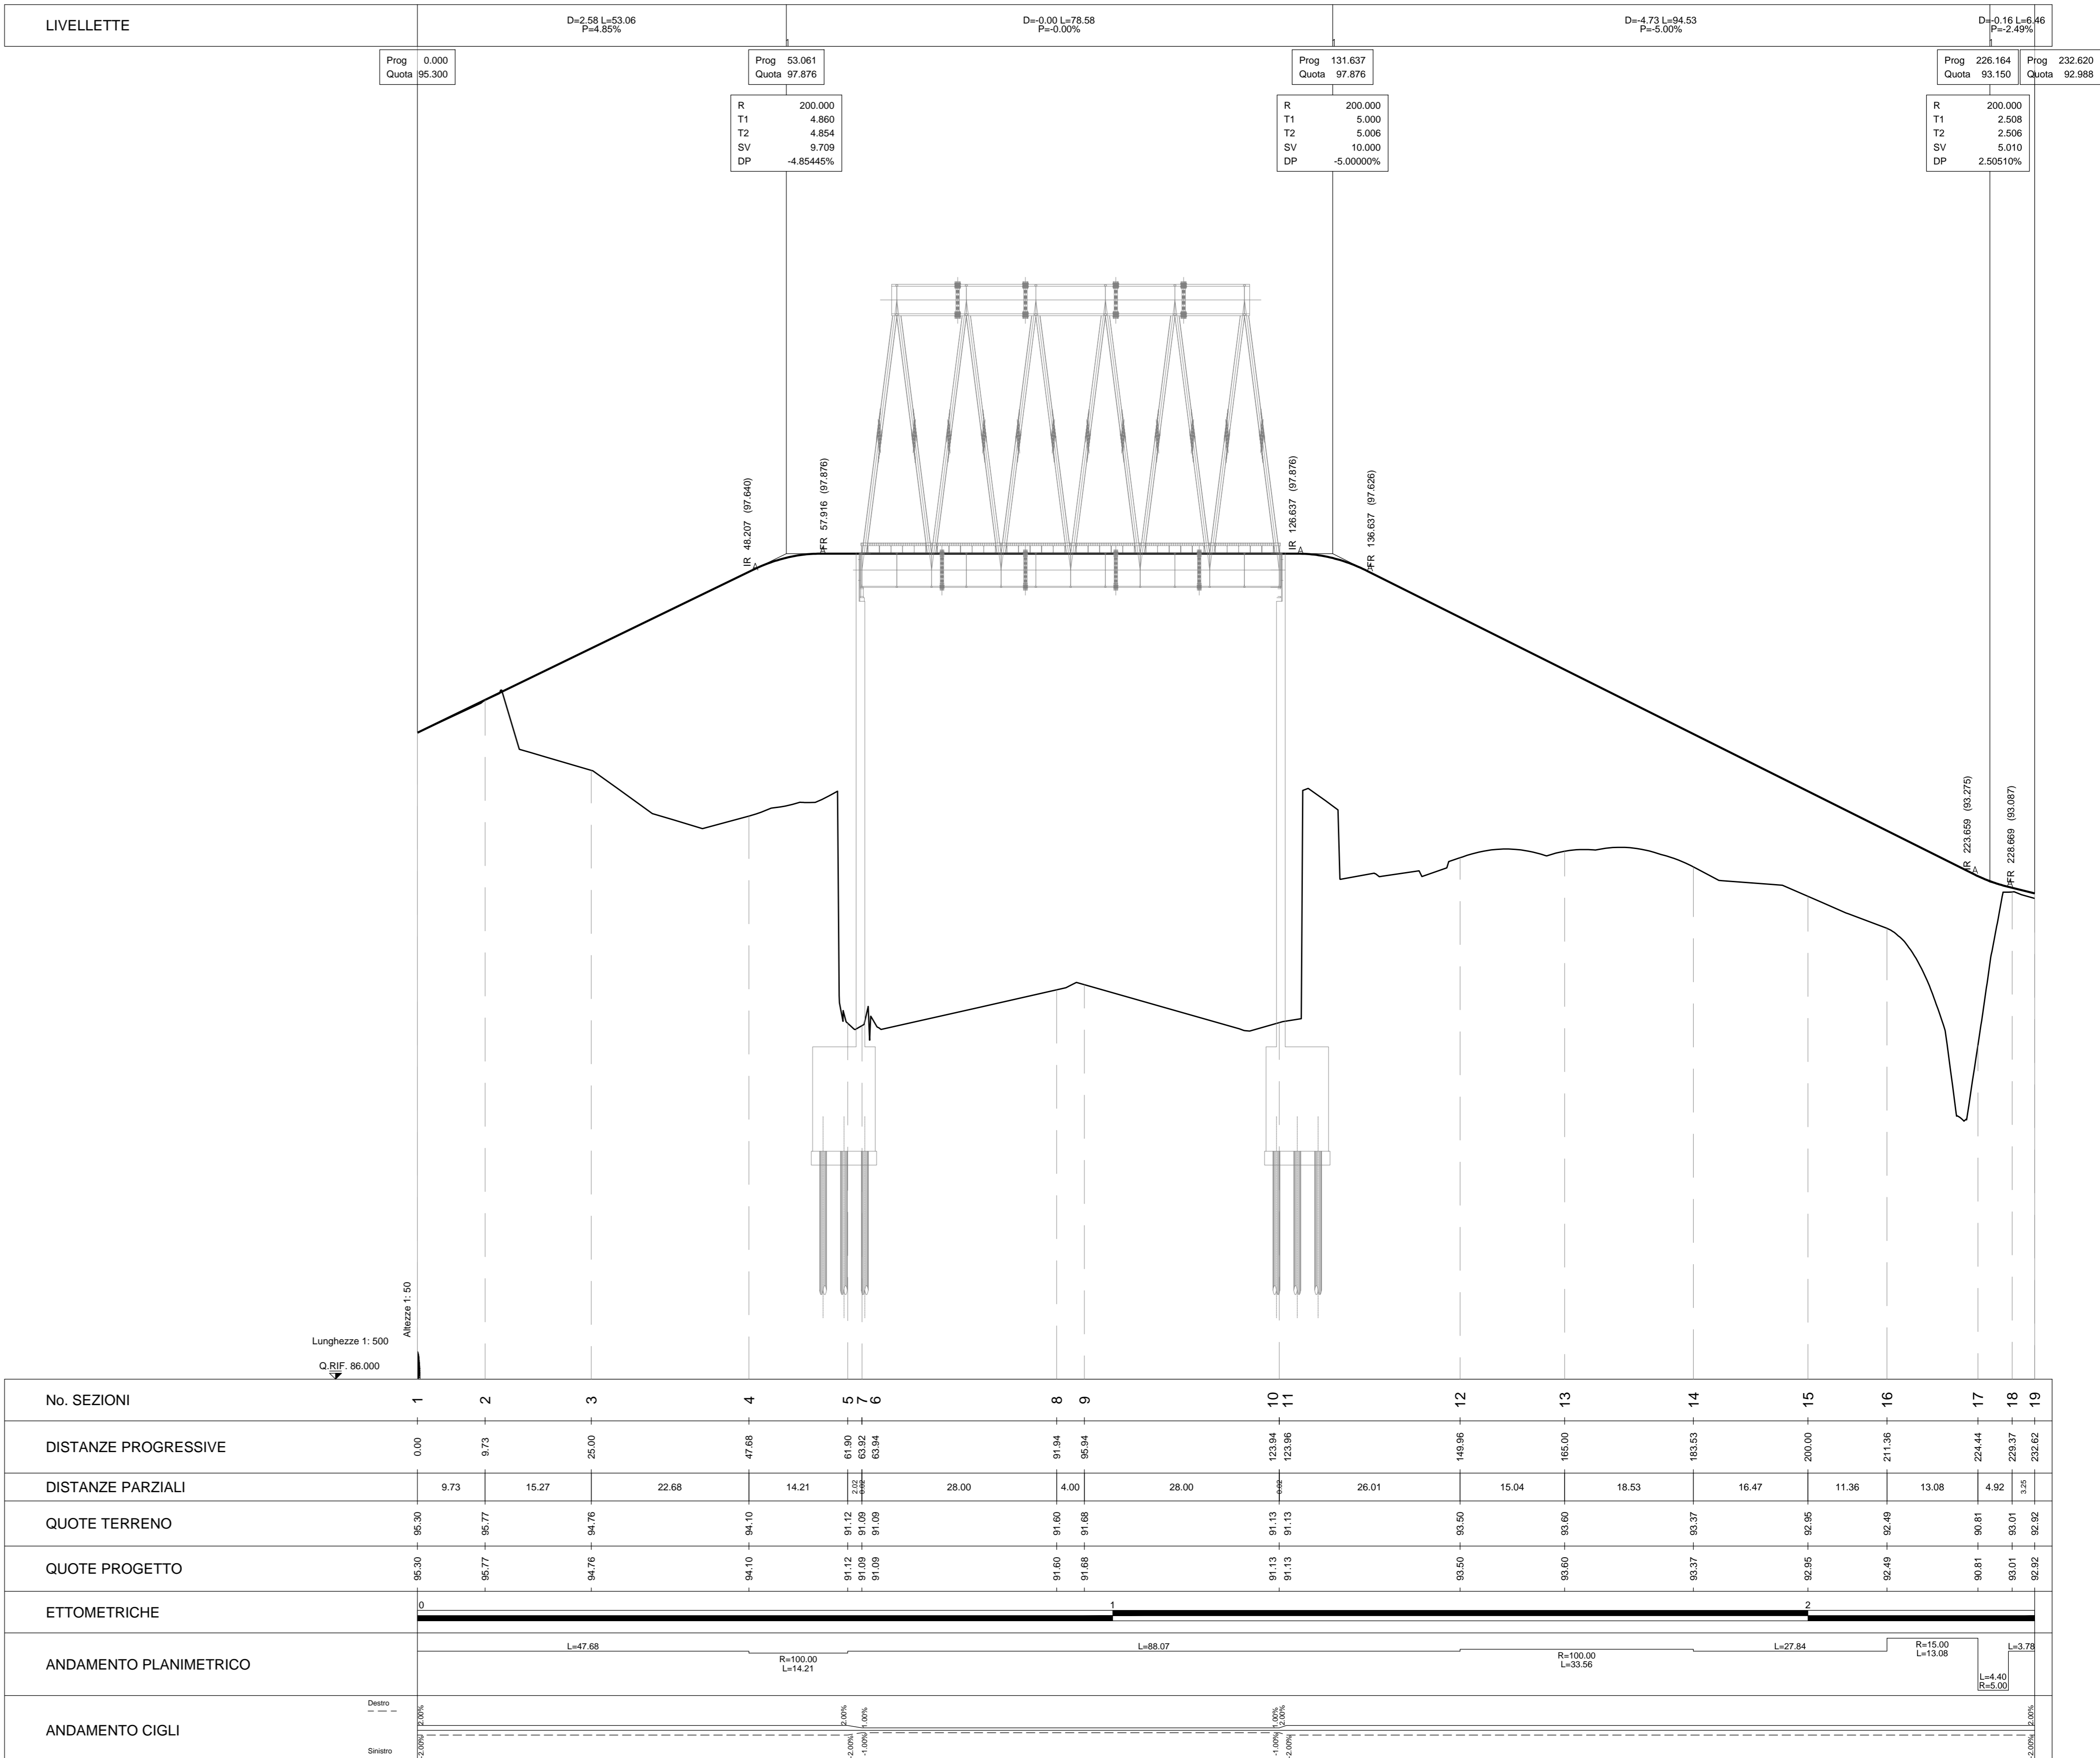 LIVELLETTE
D=2.58 L=53.06
P=4.85%
D=-0.00 L=78.58
P=-0.00%
D=-4.73 L=94.53
P=-5.00%
D=-0.16 L=6.46
P=-2.49%
1
1
1
Prog 0.000
Quota 95.300
Prog 53.061
Quota 97.876
Prog 131.637
Quota 97.876
Prog 226.164
Quota 93.150
Prog 232.620
Quota 92.988
R 200.000
T1 4.860
T2 4.854
SV 9.709
DP -4.85445%
R 200.000
T1 5.000
T2 5.006
SV 10.000
DP -5.00000%
R 200.000
T1 2.508
T2 2.506
SV 5.010
DP 2.50510%
IR 48.207 (97.640)
FR 57.916 (97.876)
IR 126.637 (97.876)
FR 136.637 (97.626)
IR 223.659 (93.275)
FR 228.669 (93.087)
Altezze 1: 50
Lunghezze 1: 500
Q.RIF. 86.000
No. SEZIONI 1 2 3 4 5 7 6 8 9 10 11 12 13 14 15 16 17 18 19
DISTANZE PROGRESSIVE 0.00 9.73 25.00 47.68 61.90 63.92 63.94 91.94 95.94 123.94 123.96 149.96 165.00 183.53 200.00 211.36 224.44 229.37 232.62
DISTANZE PARZIALI 9.73 15.27 22.68 14.21 2.02 0.02 28.00 4.00 28.00 0.02 26.01 15.04 18.53 16.47 11.36 13.08 4.92 3.25
QUOTE TERRENO 95.30 95.77 94.76 94.10 91.12 91.09 91.09 91.60 91.68 91.13 91.13 93.50 93.60 93.37 92.95 92.49 90.81 93.01 92.92
QUOTE PROGETTO 95.30 95.77 94.76 94.10 91.12 91.09 91.09 91.60 91.68 91.13 91.13 93.50 93.60 93.37 92.95 92.49 90.81 93.01 92.92
ETTOMETRICHE 0 1 2
ANDAMENTO PLANIMETRICO
L=47.68
R=100.00
L=14.21
L=88.07
R=100.00
L=33.56
L=27.84
R=15.00
L=13.08
L=4.40
R=5.00
L=3.78
ANDAMENTO CIGLI
Destro
2.00% 2.00% 1.00% 1.00% 2.00% 2.00%
Sinistro
-2.00% -2.00% -1.00% -1.00% -2.00% -2.00%